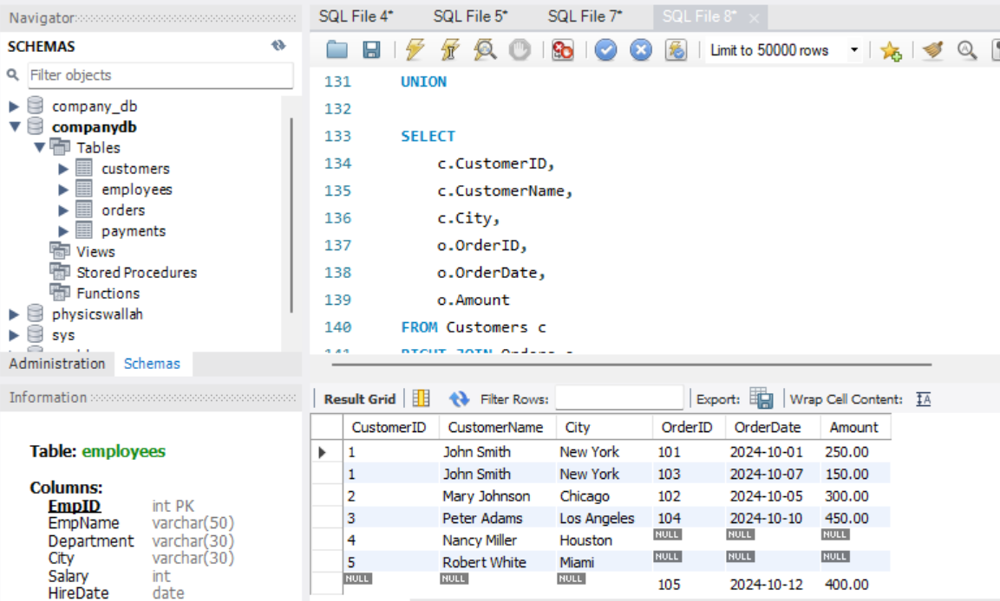 Navigator
SCHEMAS
Filter objects
company_db
companydb
Tables
customers
employees
orders
payments
Views
Stored Procedures
Functions
physicswallah
sys
Administration Schemas
Information
Table: employees
Columns:
EmpID int PK
EmpName varchar(50)
Department varchar(30)
City varchar(30)
Salary int
HireDate date
SQL File 4* SQL File 5* SQL File 7* SQL File 8*
Limit to 50000 rows
131 UNION
132
133 SELECT
134 c.CustomerID,
135 c.CustomerName,
136 c.City,
137 o.OrderID,
138 o.OrderDate,
139 o.Amount
140 FROM Customers c
141 RIGHT JOIN Orders o
Result Grid Filter Rows: Export: Wrap Cell Content:
CustomerID CustomerName City OrderID OrderDate Amount
1 John Smith New York 101 2024-10-01 250.00
1 John Smith New York 103 2024-10-07 150.00
2 Mary Johnson Chicago 102 2024-10-05 300.00
3 Peter Adams Los Angeles 104 2024-10-10 450.00
4 Nancy Miller Houston NULL NULL NULL
5 Robert White Miami NULL NULL NULL
NULL NULL NULL 105 2024-10-12 400.00